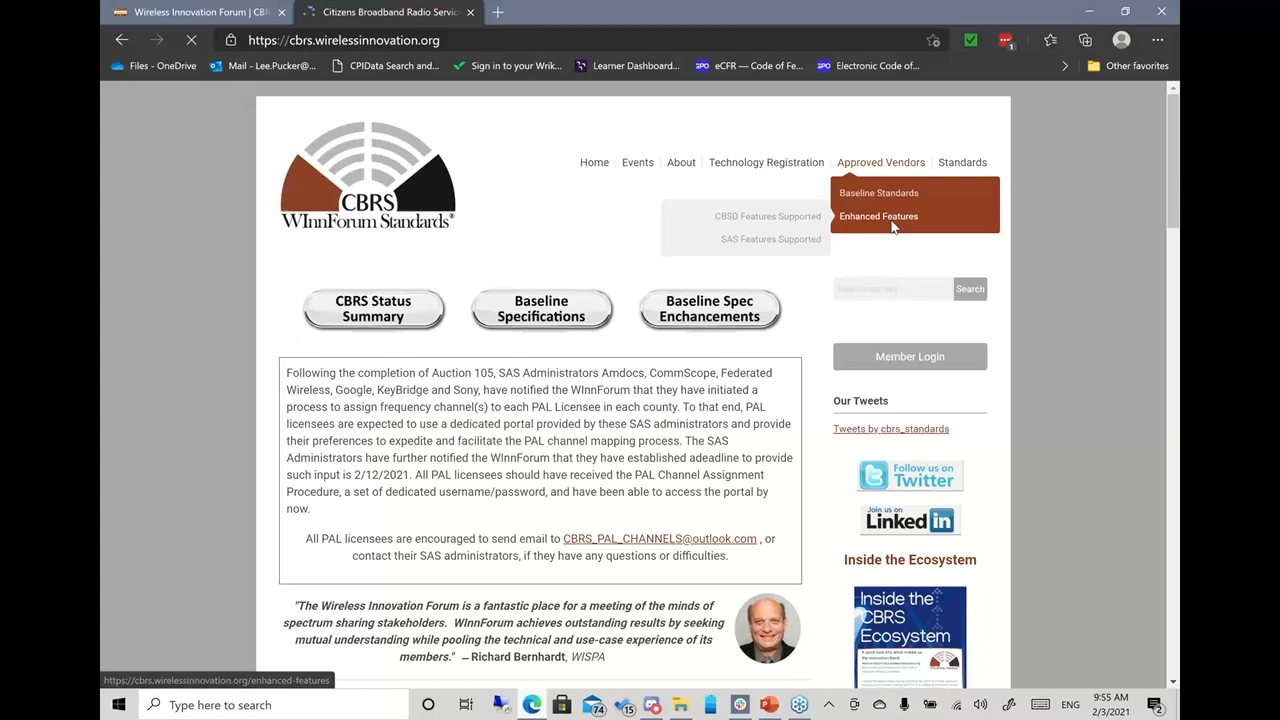 Wireless Innovation Forum | CBR
Citizens Broadband Radio Servic
https://cbrs.wirelessinnovation.org
1
Files - OneDrive
Mail - Lee.Pucker@...
CPIData Search and...
Sign in to your Wrik...
Learner Dashboard...
GPO
eCFR — Code of Fe...
GPO
Electronic Code of...
Other favorites
CBRS
WInnForum Standards®
Home
Events
About
Technology Registration
Approved Vendors
Standards
Baseline Standards
CBSD Features Supported
Enhanced Features
SAS Features Supported
Search
CBRS Status
Summary
Baseline
Specifications
Baseline Spec
Enchancements
Member Login
Following the completion of Auction 105, SAS Administrators Amdocs, CommScope, Federated
Wireless, Google, KeyBridge and Sony, have notified the WInnForum that they have initiated a
process to assign frequency channel(s) to each PAL Licensee in each county. To that end, PAL
licensees are expected to use a dedicated portal provided by these SAS administrators and provide
their preferences to expedite and facilitate the PAL channel mapping process. The SAS
Administrators have further notified the WInnForum that they have established adeadline to provide
such input is 2/12/2021. All PAL licensees should have received the PAL Channel Assignment
Procedure, a set of dedicated username/password, and have been able to access the portal by
now.
All PAL licensees are encouraged to send email to CBRS_PAL_CHANNELS@outlook.com , or
contact their SAS administrators, if they have any questions or difficulties.
Our Tweets
Tweets by cbrs_standards
Follow us on
Twitter
Join us on
Linked in
Inside the Ecosystem
Inside the
CBRS
Ecosystem
"The Wireless Innovation Forum is a fantastic place for a meeting of the minds of
spectrum sharing stakeholders. WInnForum achieves outstanding results by seeking
mutual understanding while pooling the technical and use-case experience of its
members." – Richard Bernhardt, WISPA
https://cbrs.wirelessinnovation.org/enhanced-features
Type here to search
74
15
ENG
9:55 AM
2/3/2021
2